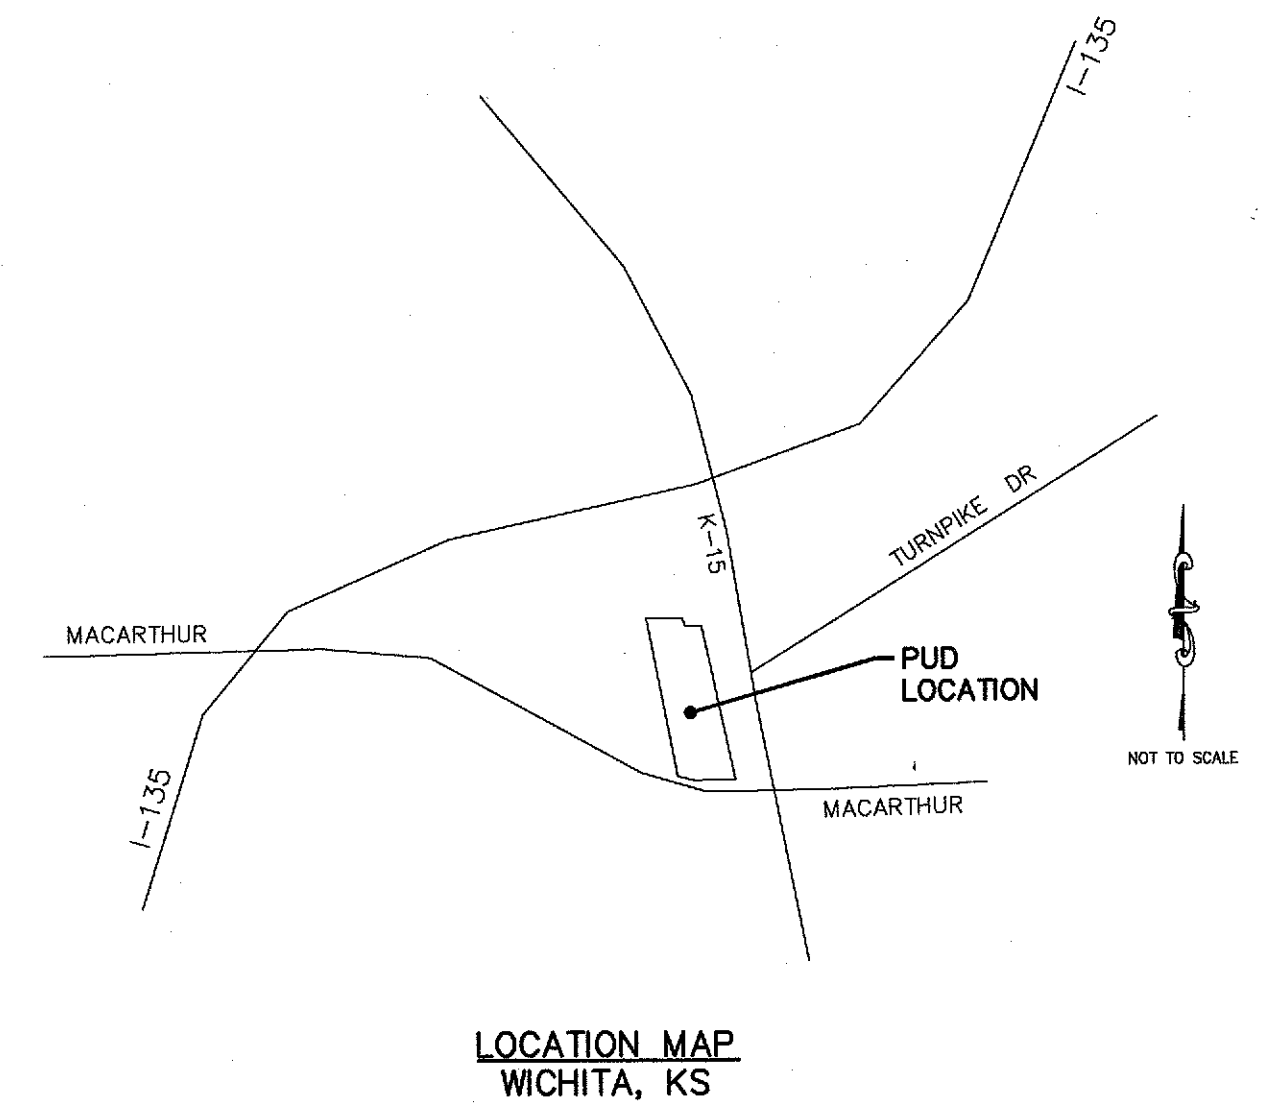 I-135
K-15
TURNPIKE DR
MACARTHUR
PUD
LOCATION
NOT TO SCALE
I-135
MACARTHUR
LOCATION MAP
WICHITA, KS